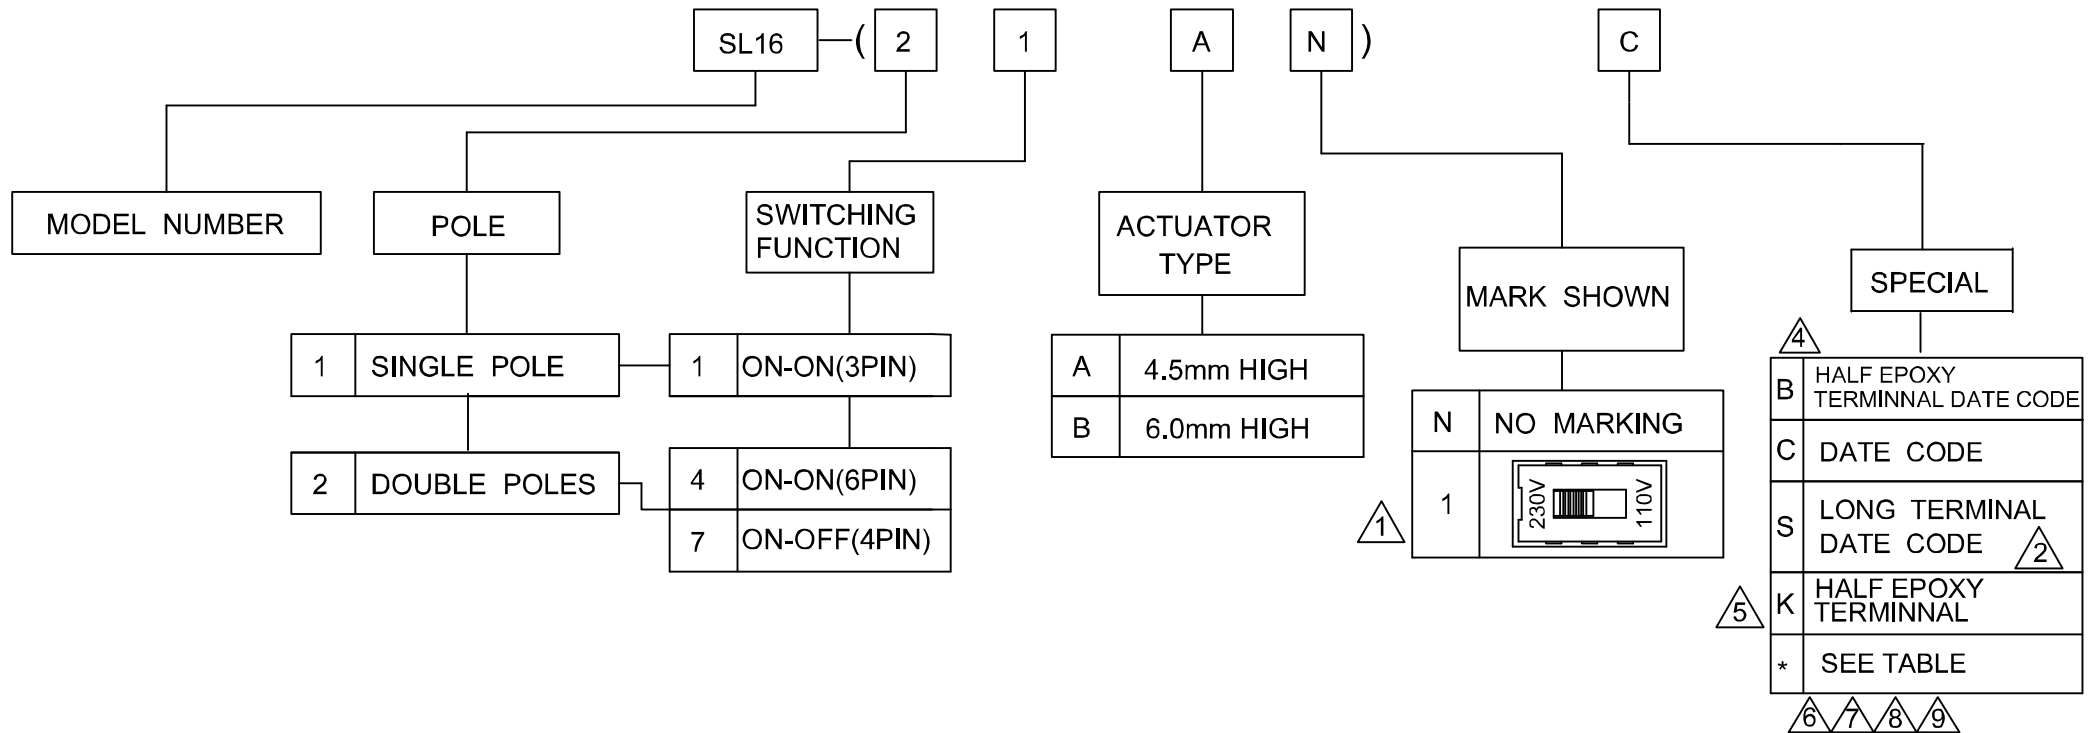 SL16 ( 2 1 A N ) C
MODEL NUMBER
POLE
SWITCHING
FUNCTION
ACTUATOR
TYPE
MARK SHOWN
SPECIAL
1 SINGLE POLE
2 DOUBLE POLES
1 ON-ON(3PIN)
4 ON-ON(6PIN)
7 ON-OFF(4PIN)
A 4.5mm HIGH
B 6.0mm HIGH
N NO MARKING
1 230V 110V
1
4
B HALF EPOXY
TERMINNAL DATE CODE
C DATE CODE
S LONG TERMINAL
DATE CODE 2
5
K HALF EPOXY
TERMINNAL
* SEE TABLE
6 7 8 9